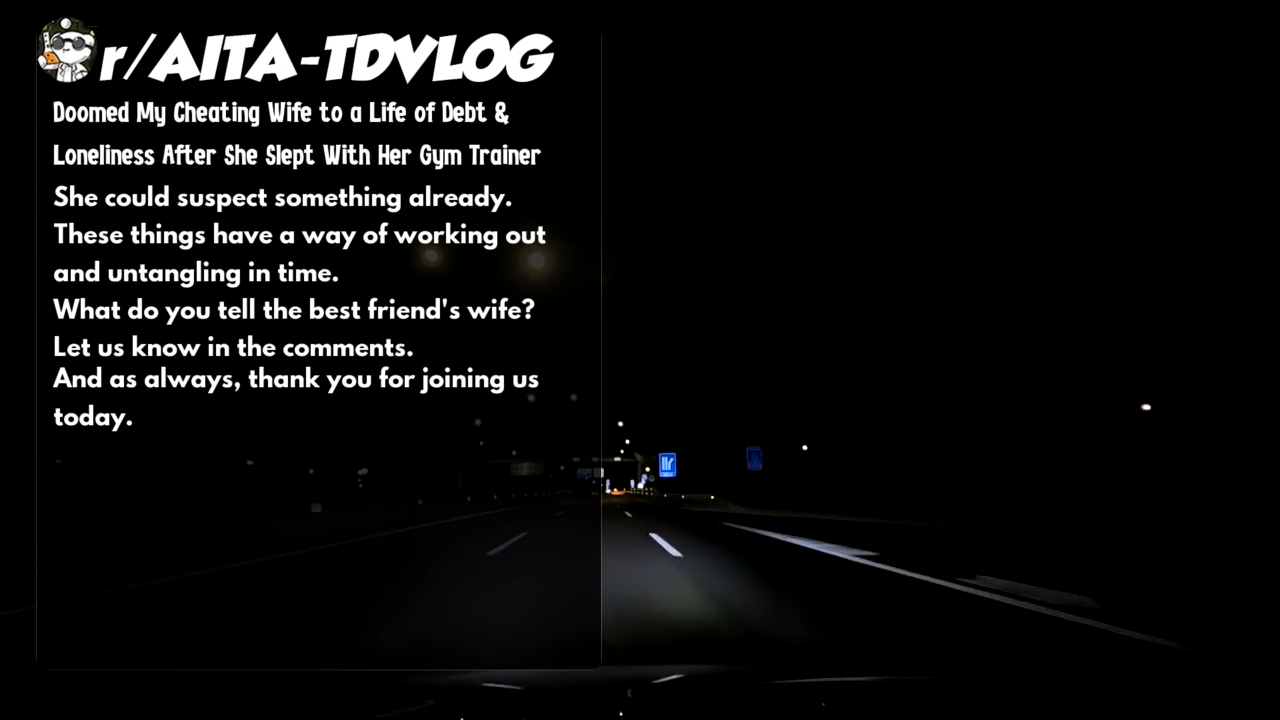 r/AITA-TDVLOG
Doomed My Cheating Wife to a Life of Debt &
Loneliness After She Slept With Her Gym Trainer
She could suspect something already.
These things have a way of working out
and untangling in time.
What do you tell the best friend's wife?
Let us know in the comments.
And as always, thank you for joining us
today.